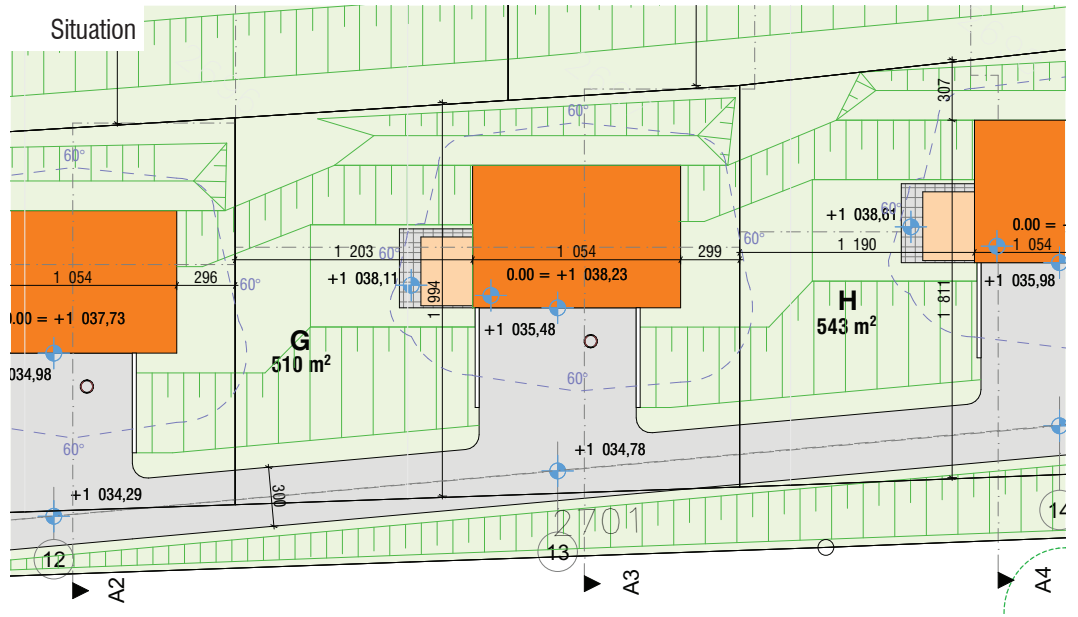 Situation
307
60°
60°
60°
+1 038,61
0.00 = +
60°
60°
1 203
1 054
299
1 190
1 054
1 054
296
60°
+1 038,11
0.00 = +1 038,23
+1 035,98
1 994
1 811
.00 = +1 037,73
+1 035,48
H
543 m²
G
510 m²
034,98
60°
60°
+1 034,78
+1 034,29
300
2701
12
13
14
A2
A3
A4